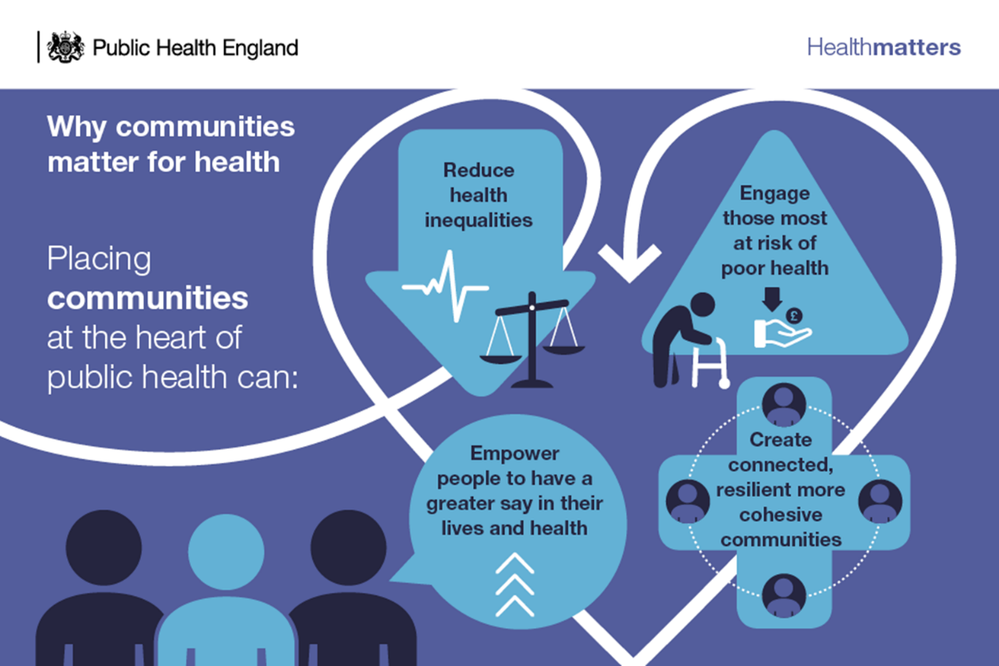 Public Health England
Healthmatters
Why communities
matter for health
Placing
communities
at the heart of
public health can:
Reduce
health
inequalities
Engage
those most
at risk of
poor health
£
Empower
people to have a
greater say in their
lives and health
Create
connected,
resilient more
cohesive
communities